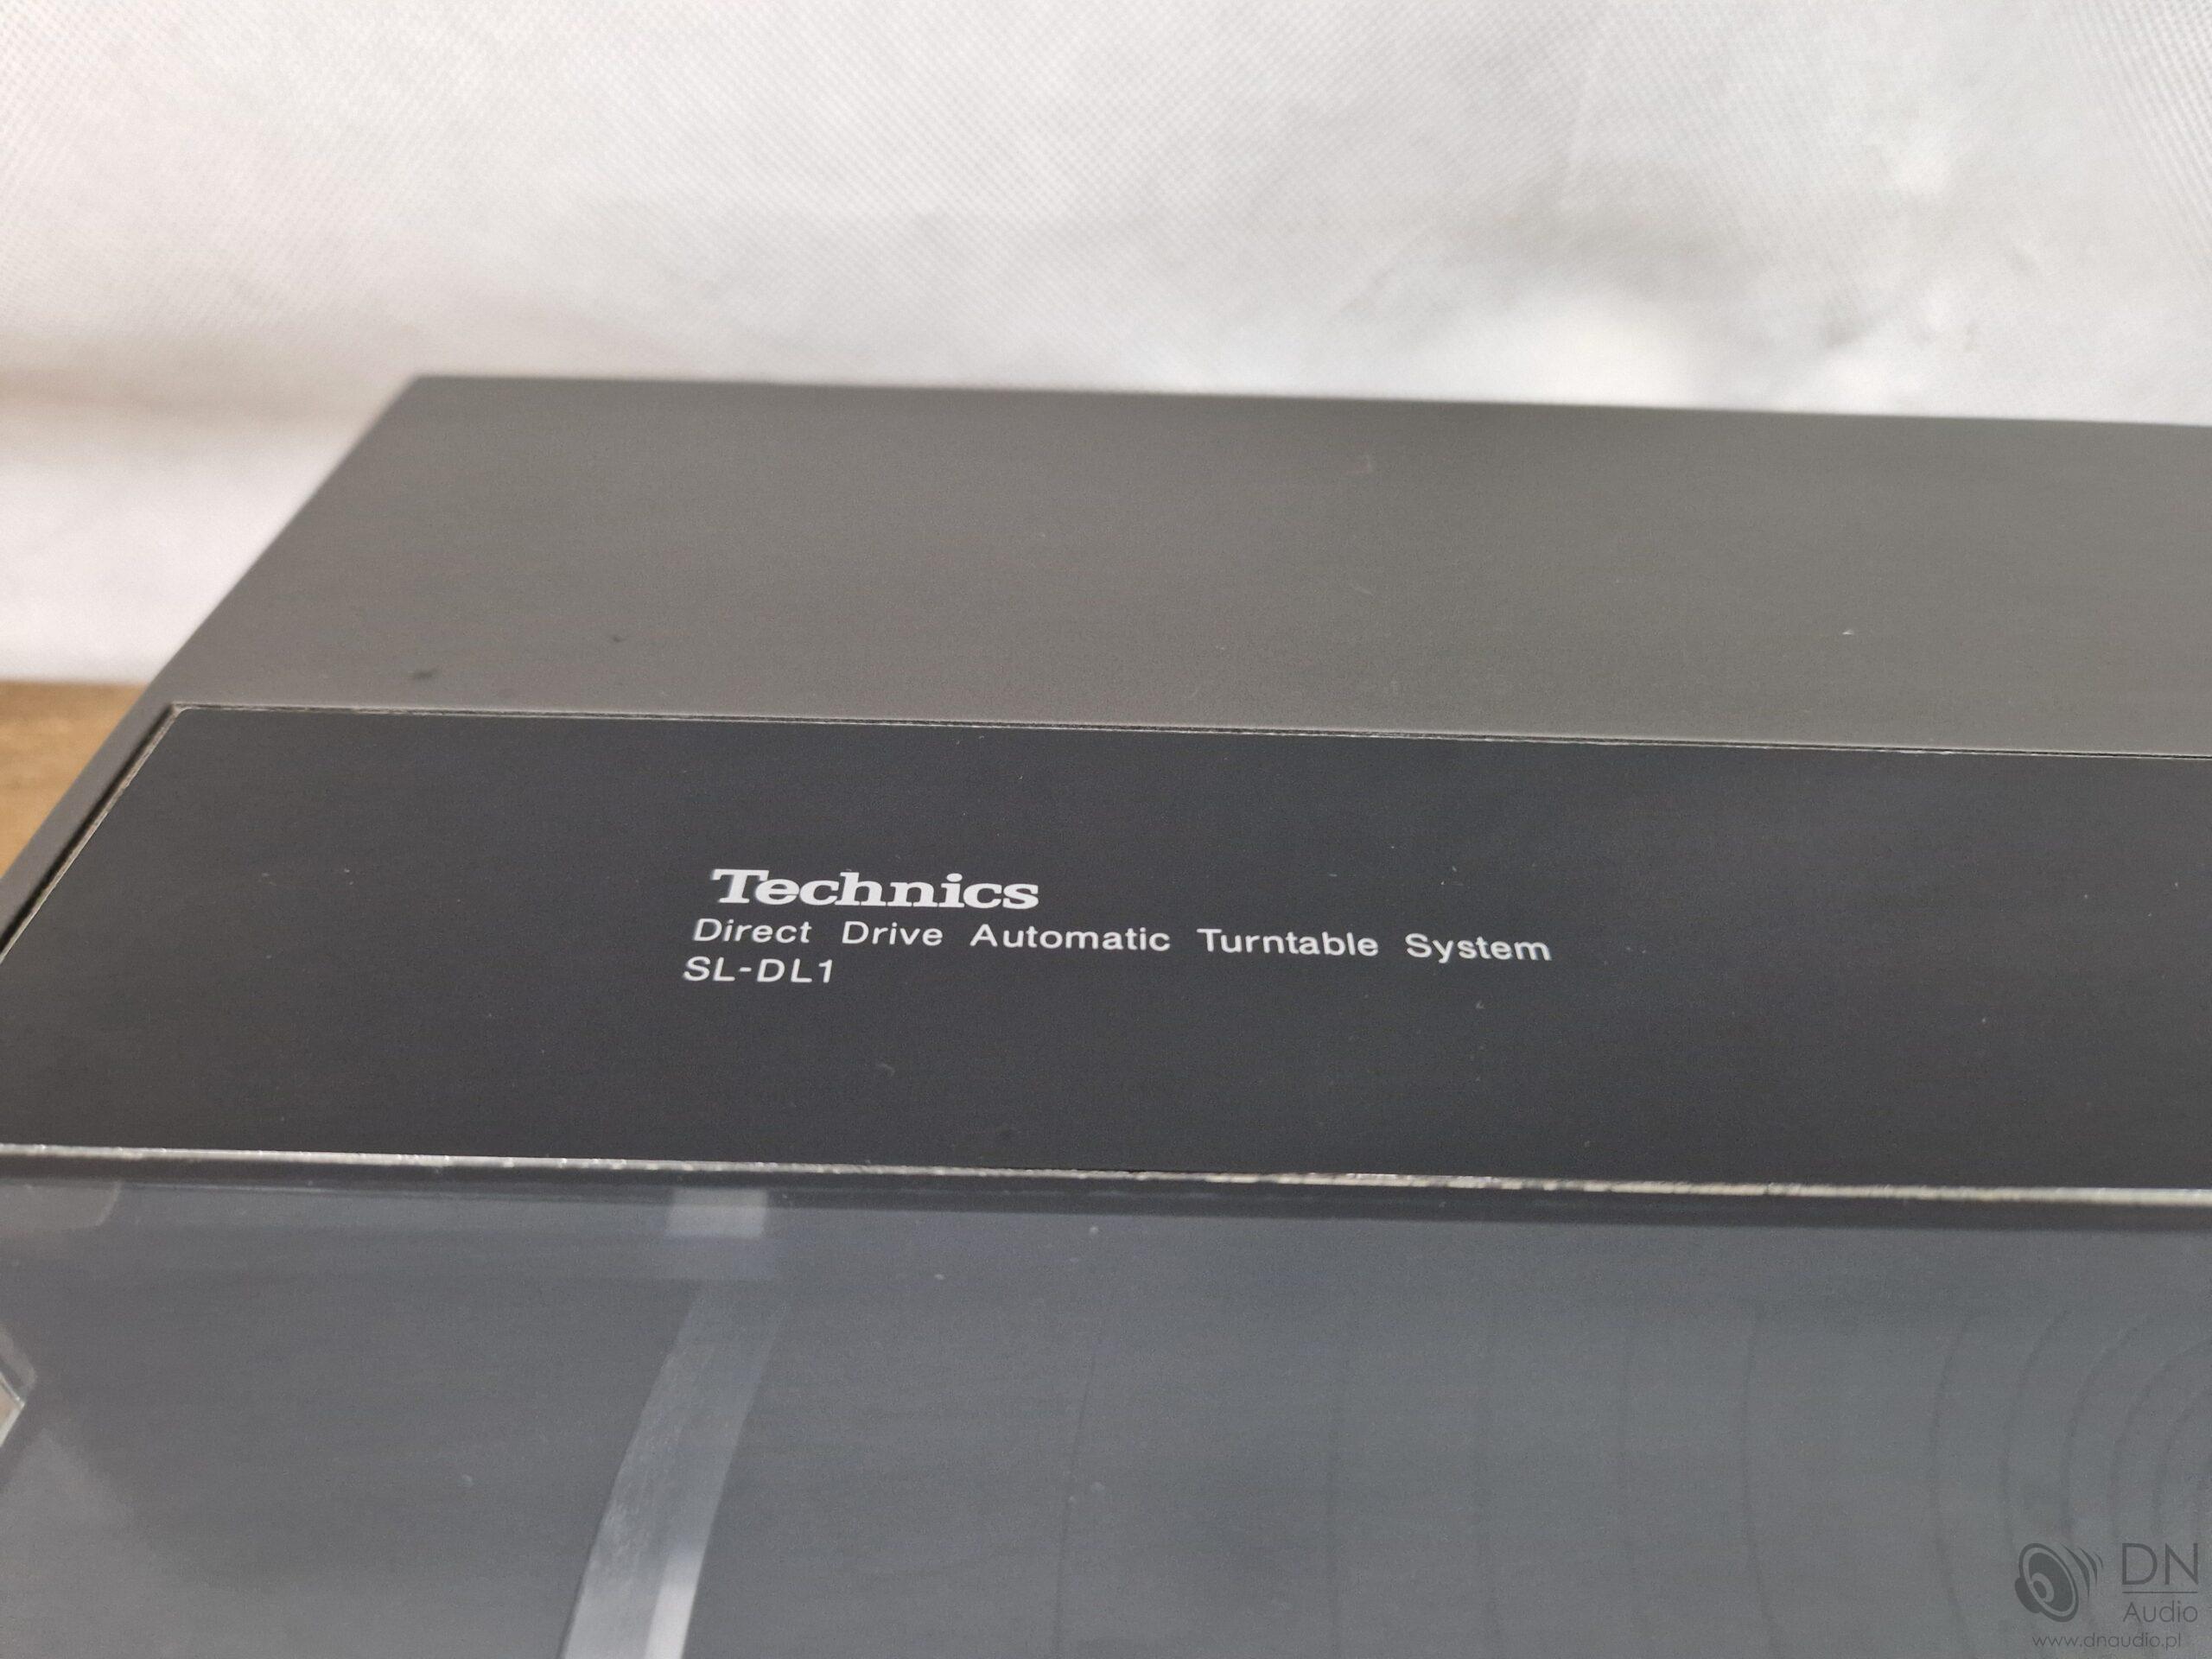 Technics
Direct Drive Automatic Turntable System
SL-DL1
DN
Audio
www.dnaudio.pl